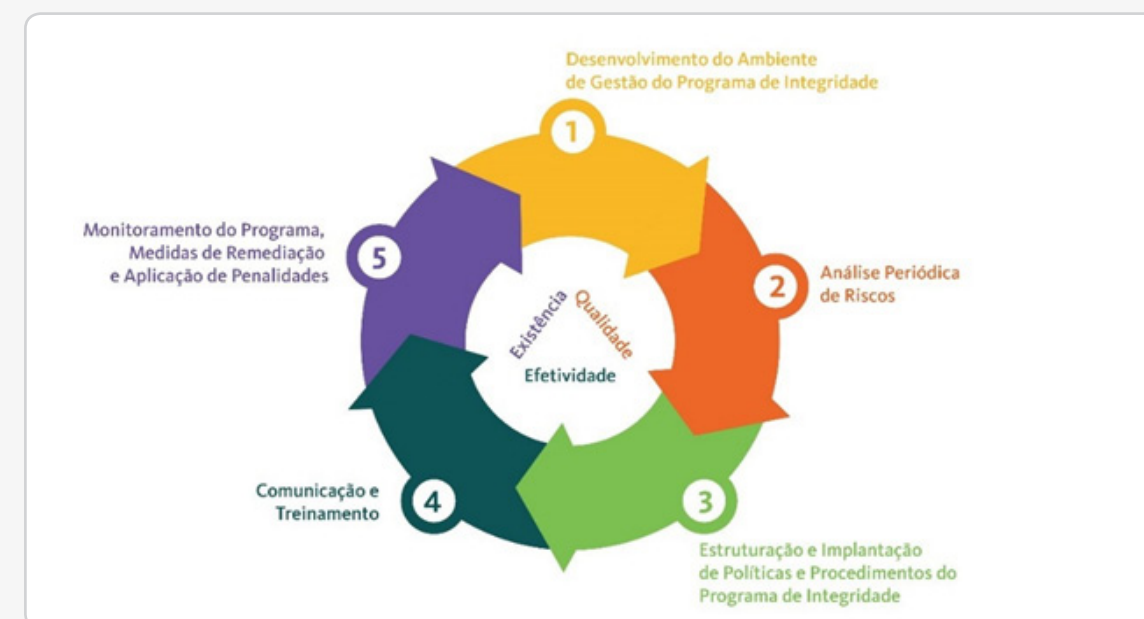 Desenvolvimento do Ambiente
de Gestão do Programa de Integridade
1
2
Análise Periódica
de Riscos
3
Estruturação e Implantação
de Políticas e Procedimentos do
Programa de Integridade
4
Comunicação e
Treinamento
5
Monitoramento do Programa,
Medidas de Remediação
e Aplicação de Penalidades
Existência
Qualidade
Efetividade